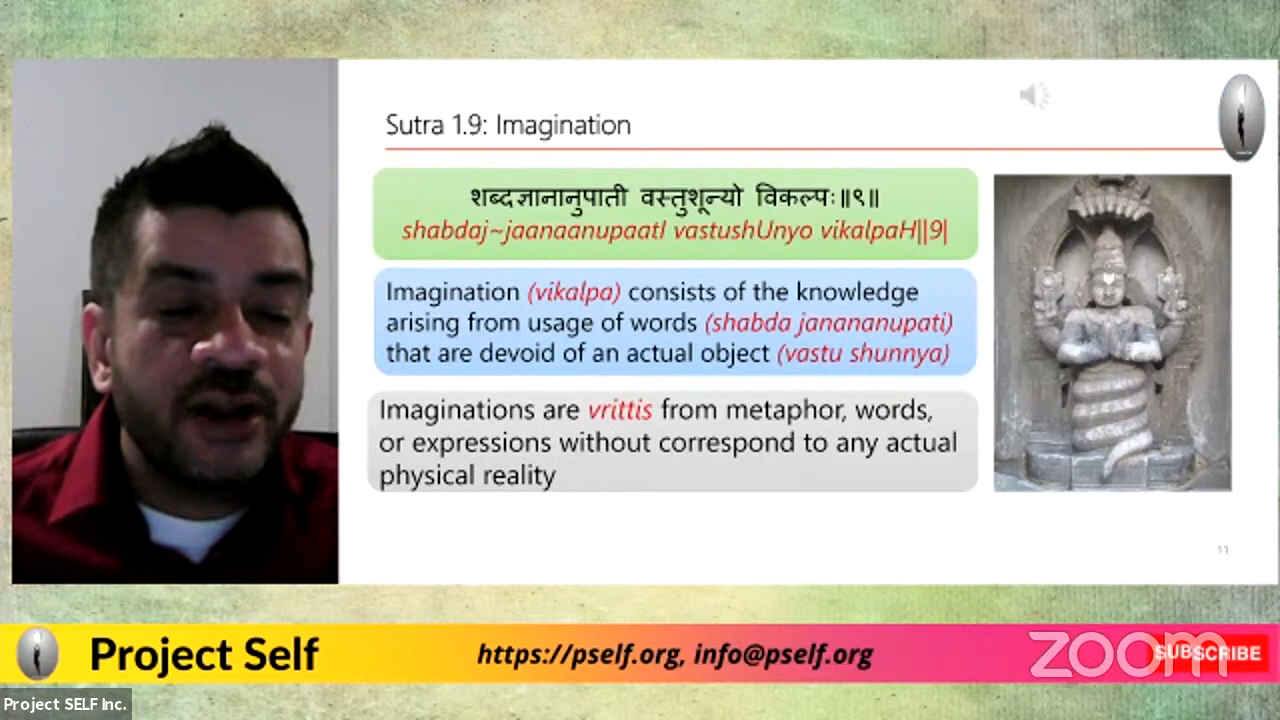 Sutra 1.9: Imagination
शब्दज्ञानानुपाती वस्तुशून्यो विकल्पः॥९॥
shabdaj~jaanaanupaatI vastushUnyo vikalpaH||9|
Imagination (vikalpa) consists of the knowledge
arising from usage of words (shabda janananupati)
that are devoid of an actual object (vastu shunnya)
Imaginations are vrittis from metaphor, words,
or expressions without correspond to any actual
physical reality
11
Project Self
https://pself.org, info@pself.org
zoom
SUBSCRIBE
Project SELF Inc.